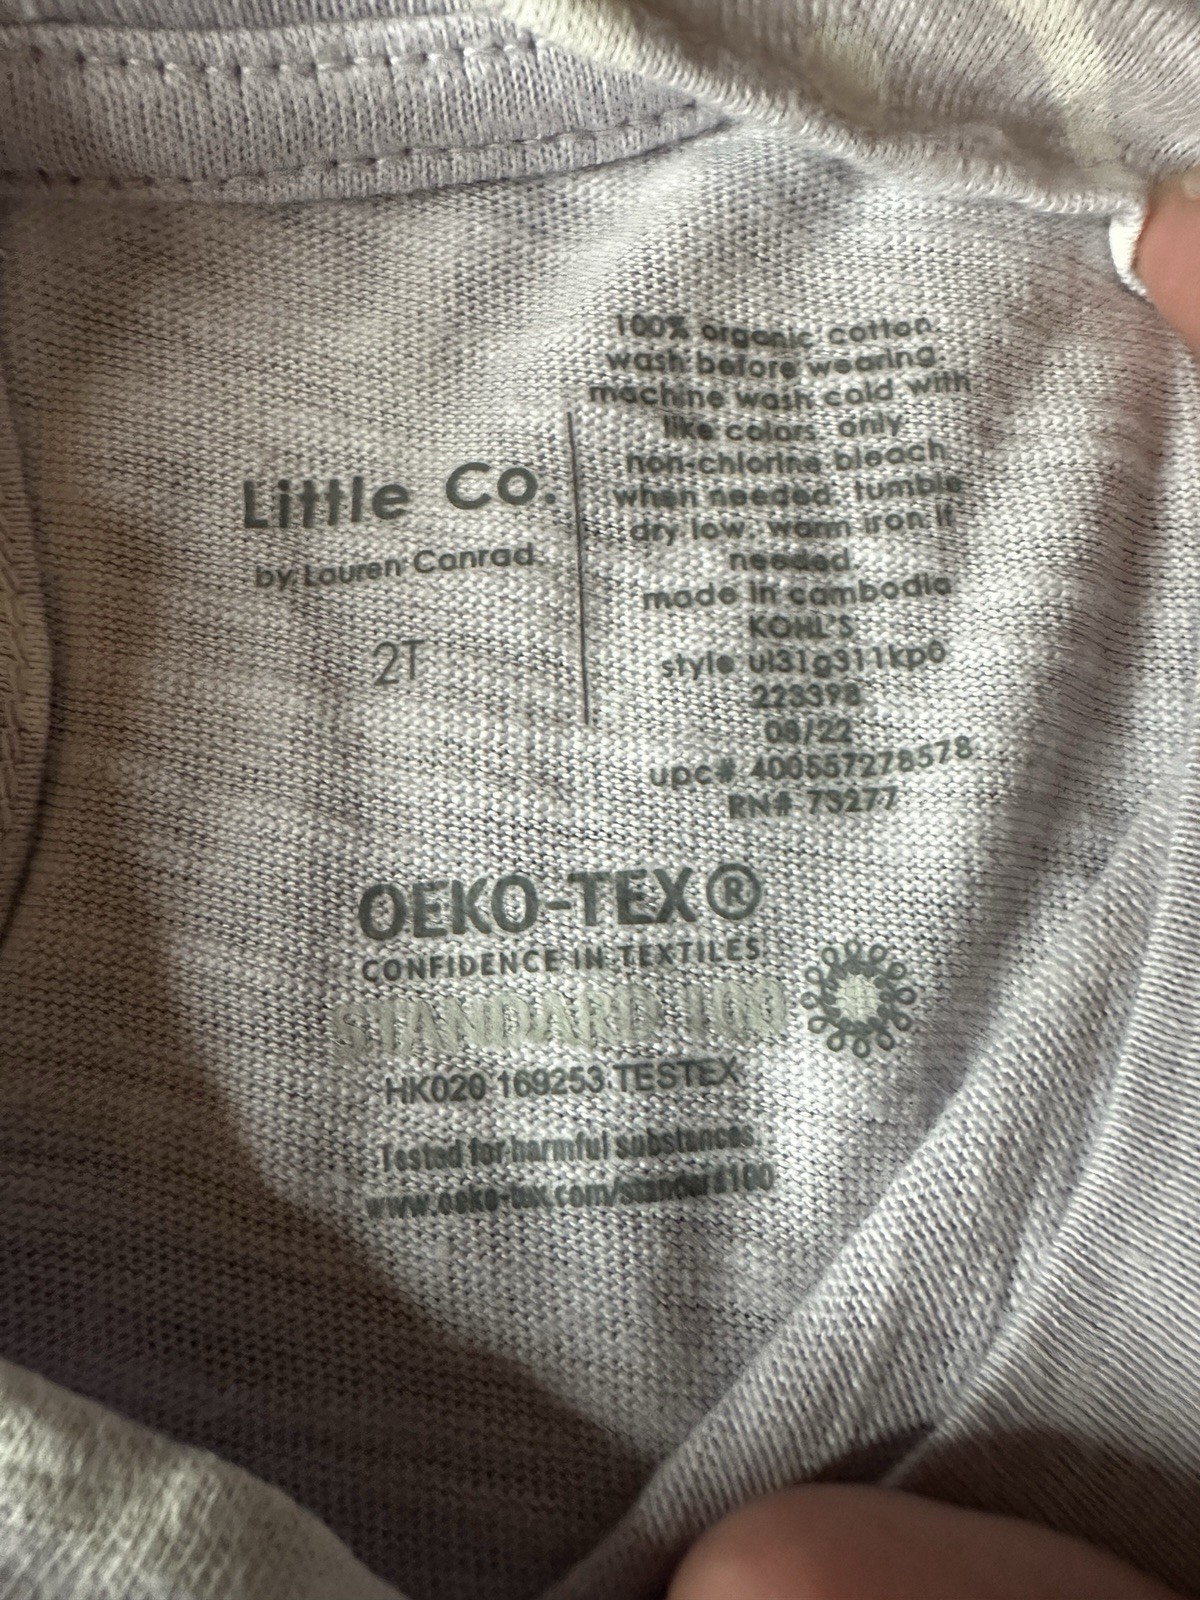 Little Co.
by Lauren Conrad.
2T
100% organic cotton.
wash before wearing.
machine wash cold with
like colors. only
non-chlorine bleach
when needed. tumble
dry low. warm iron if
needed.
made in cambodia
KOHL'S
style ul31g311kp0
223398
08/22
upc# 400557278578
RN# 73277
OEKO-TEX®
CONFIDENCE IN TEXTILES
STANDARD 100
HK020 169253 TESTEX
Tested for harmful substances.
www.oeko-tex.com/standard100